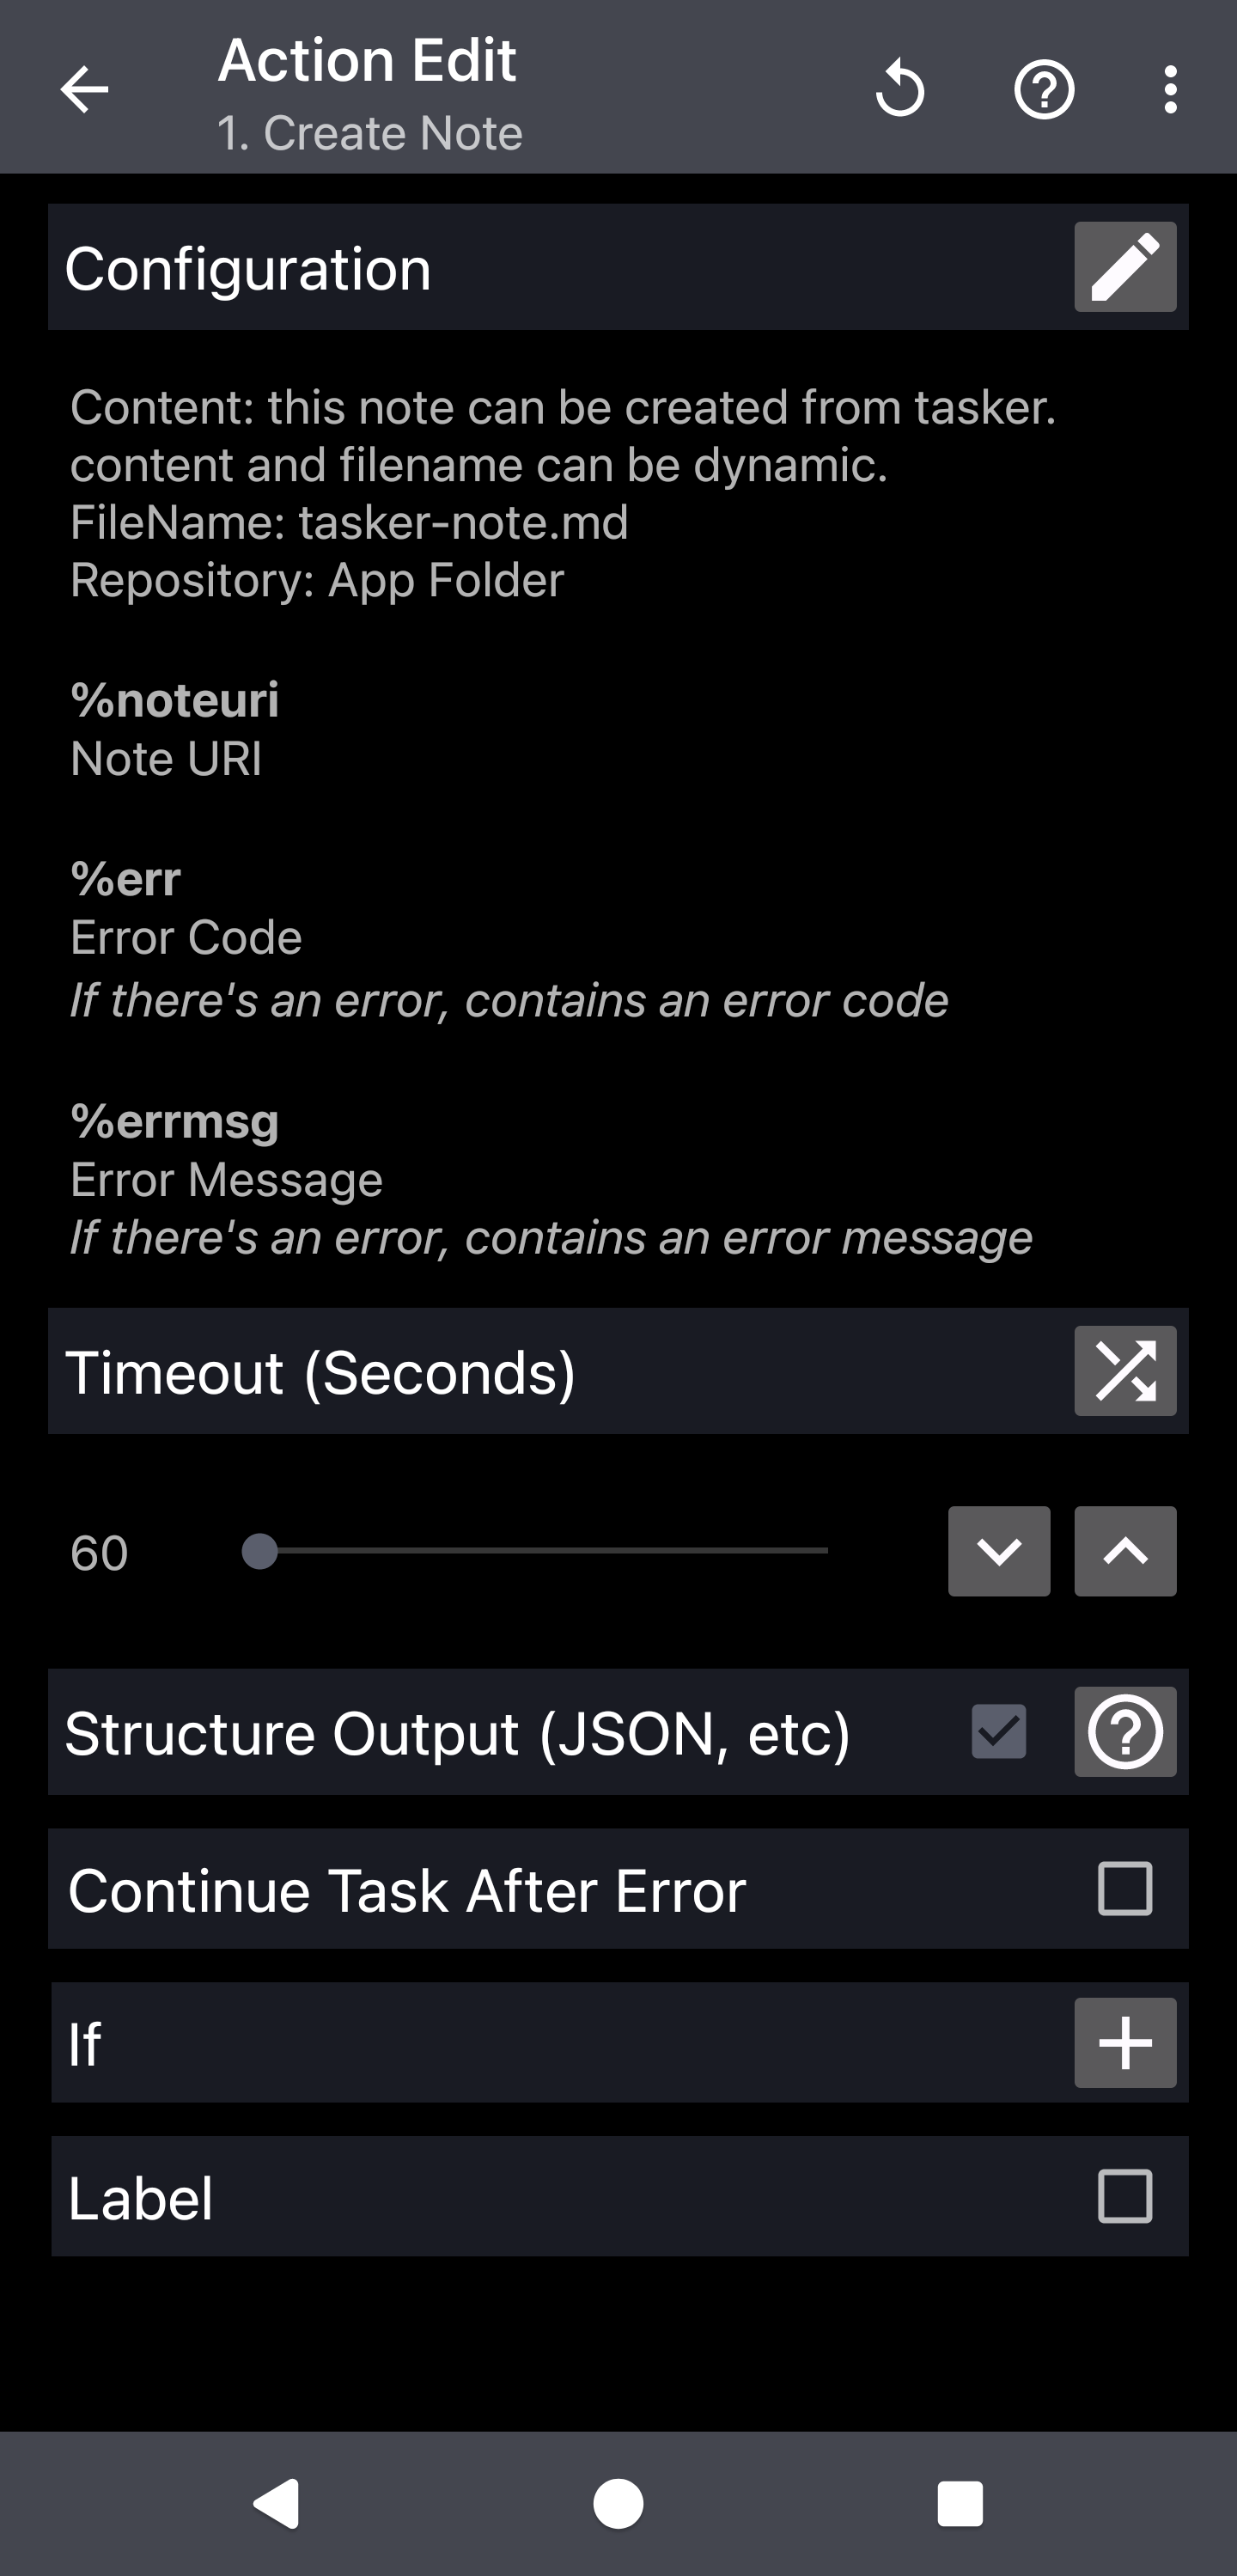 Action Edit
1. Create Note
Configuration
Content: this note can be created from tasker.
content and filename can be dynamic.
FileName: tasker-note.md
Repository: App Folder
%noteuri
Note URI
%err
Error Code
If there's an error, contains an error code
%errmsg
Error Message
If there's an error, contains an error message
Timeout (Seconds)
60
Structure Output (JSON, etc)
Continue Task After Error
If
Label